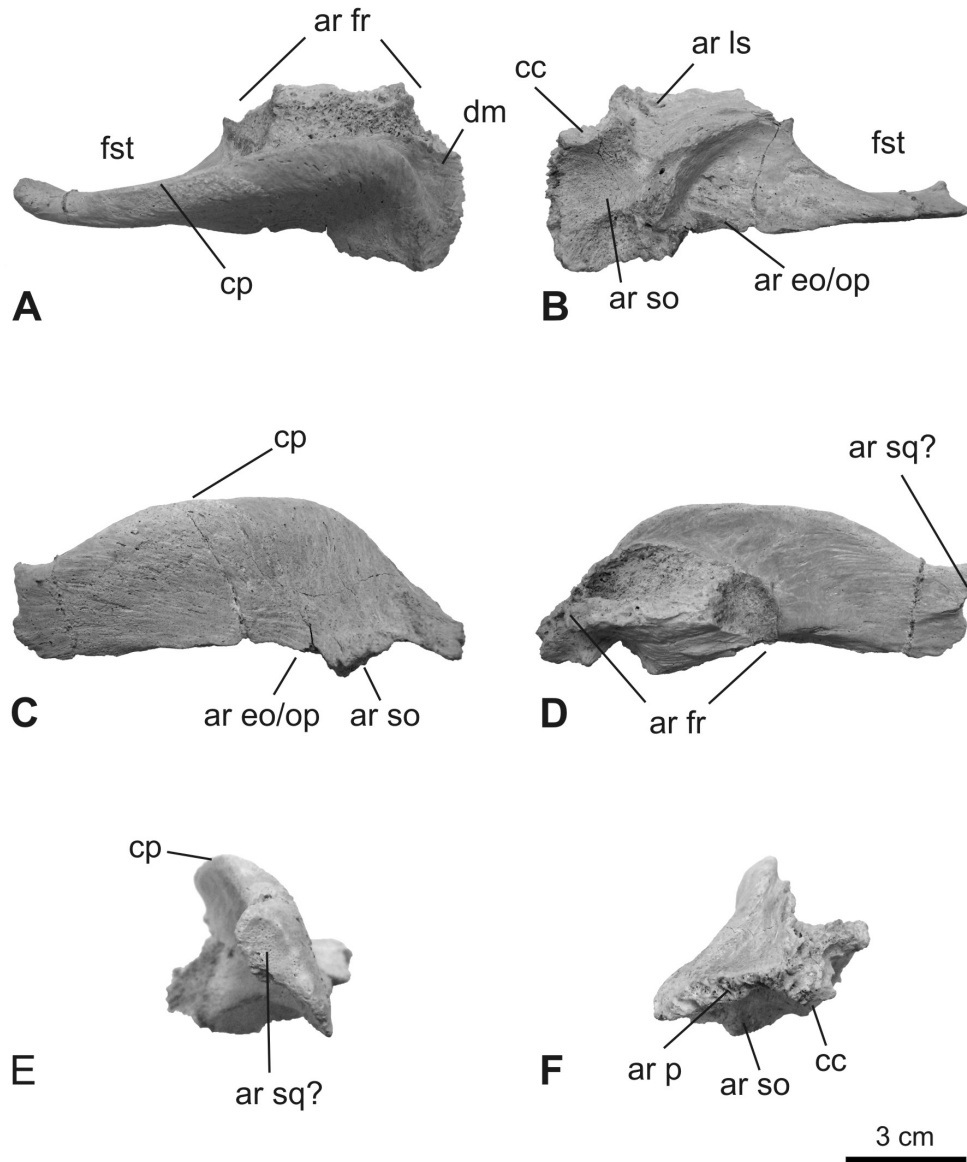 ar fr
ar ls
cc
dm
fst
fst
cp
ar eo/op
A
B
ar so
cp
ar sq?
C
ar eo/op
ar so
D
ar fr
cp
E
ar sq?
F
ar p
ar so
cc
3 cm